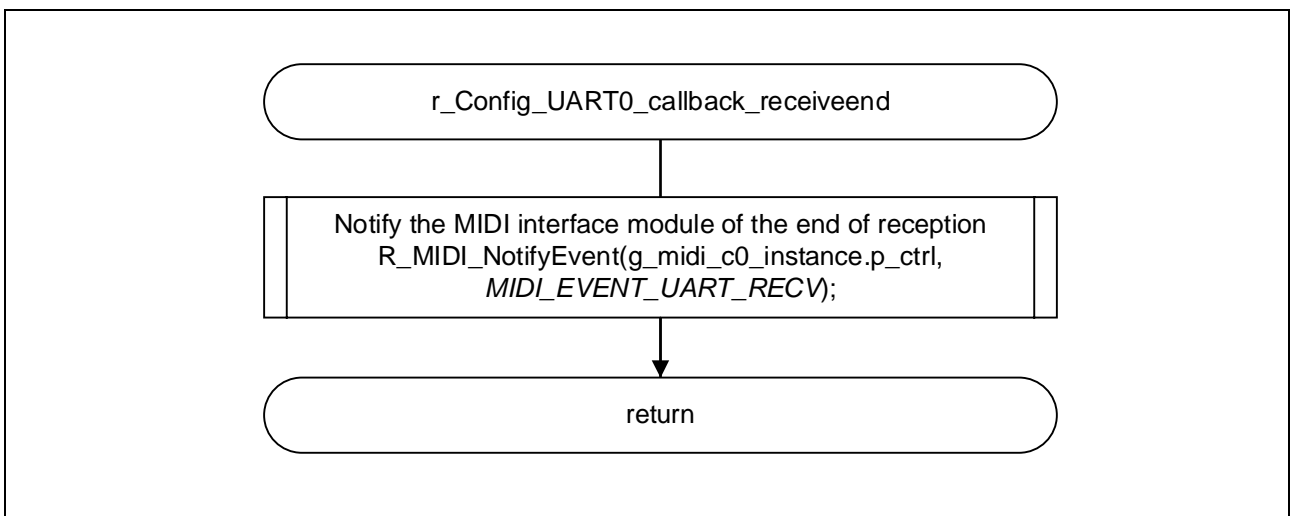 r_Config_UART0_callback_receiveend
Notify the MIDI interface module of the end of reception
R_MIDI_NotifyEvent(g_midi_c0_instance.p_ctrl,
MIDI_EVENT_UART_RECV);
return